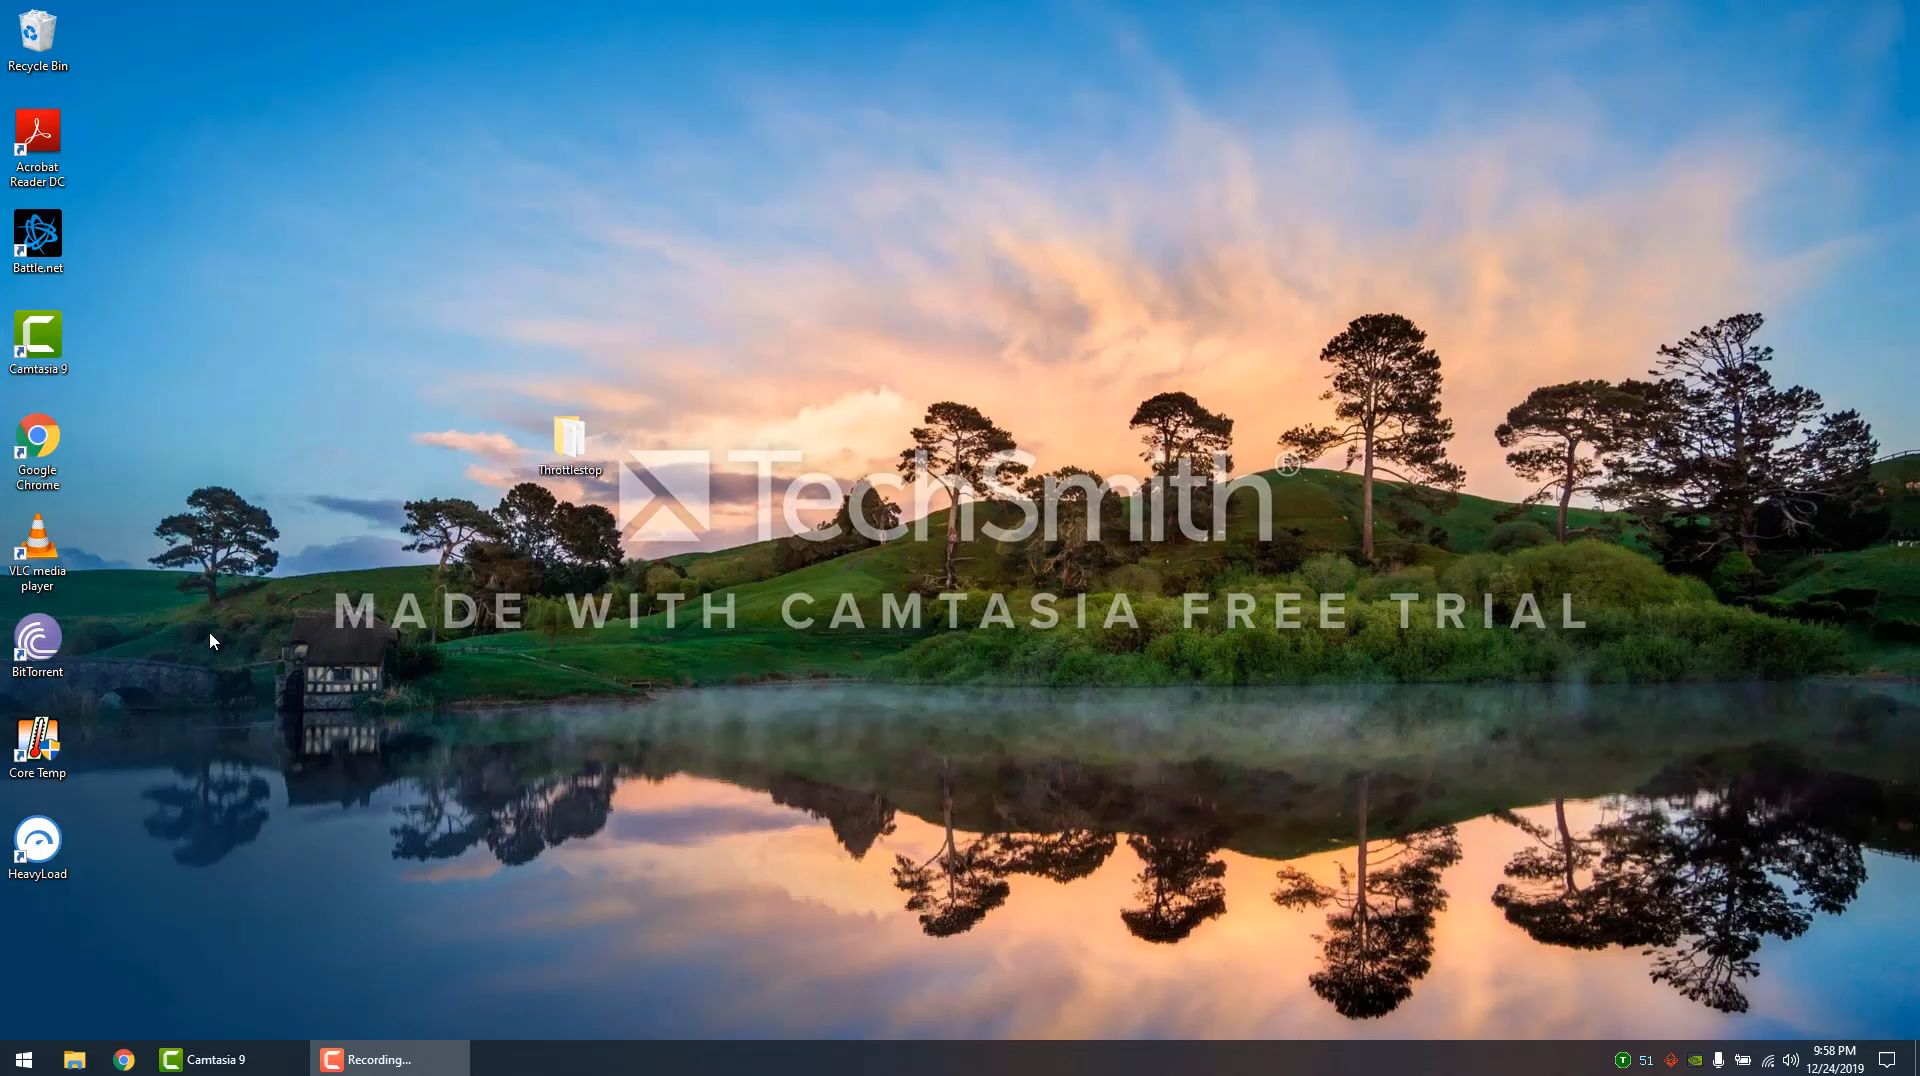 Recycle Bin
Acrobat
Reader DC
Battle.net
Camtasia 9
Google
Chrome
VLC media
player
BitTorrent
Core Temp
HeavyLoad
Throttlestop
TechSmith®
MADE WITH CAMTASIA FREE TRIAL
Camtasia 9
Recording...
51
9:58 PM
12/24/2019